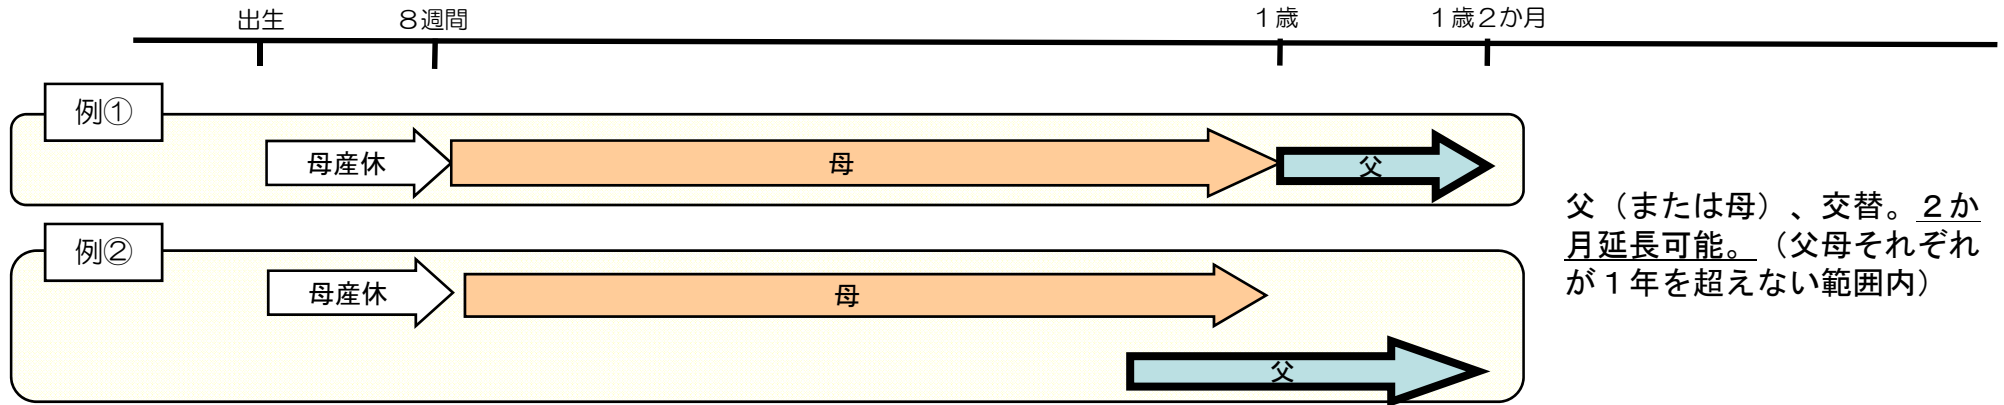 出生 8週間 1歳 1歳2か月
例①
母産休 母 父
例②
母産休 母
父
父（または母）、交替。２か
月延長可能。（父母それぞれ
が１年を超えない範囲内）